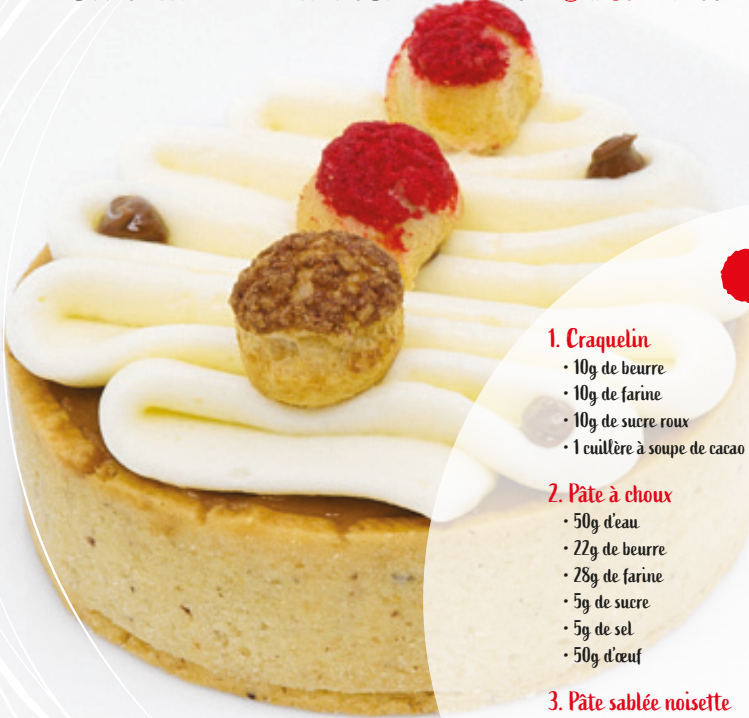 1. Craquelin
• 10g de beurre
• 10g de farine
• 10g de sucre roux
• 1 cuillère à soupe de cacao
2. Pâte à choux
• 50g d'eau
• 22g de beurre
• 28g de farine
• 5g de sucre
• 5g de sel
• 50g d'œuf
3. Pâte sablée noisette